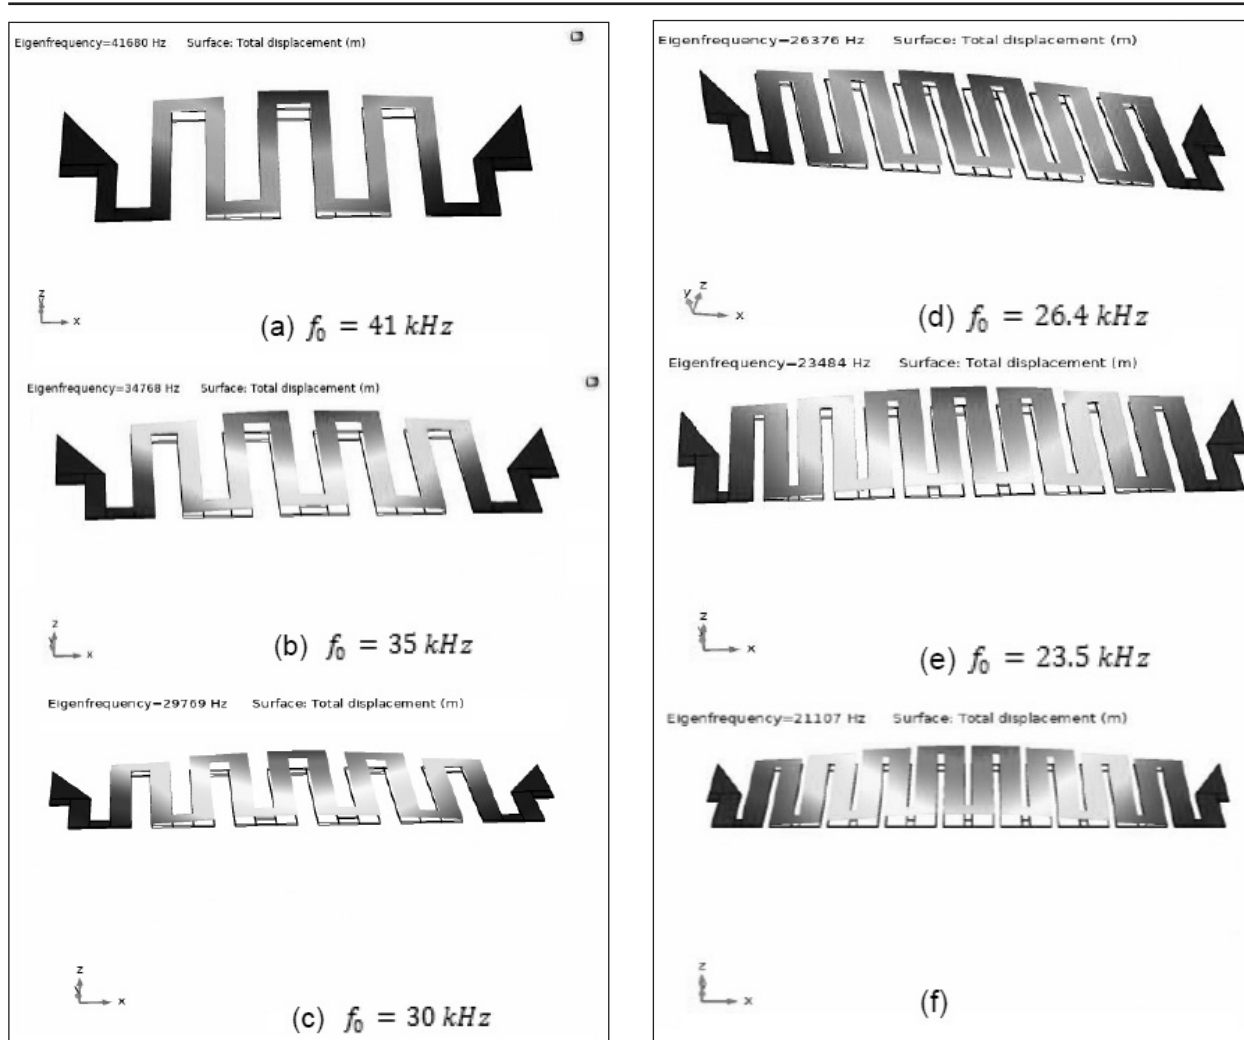 Eigenfrequency=41680 Hz Surface: Total displacement (m)
z
x
(a) f₀ = 41 kHz
Eigenfrequency=34768 Hz Surface: Total displacement (m)
z
x
(b) f₀ = 35 kHz
Eigenfrequency=29769 Hz Surface: Total displacement (m)
z
x
(c) f₀ = 30 kHz
Eigenfrequency=26376 Hz Surface: Total displacement (m)
y z
x
(d) f₀ = 26.4 kHz
Eigenfrequency=23484 Hz Surface: Total displacement (m)
z
x
(e) f₀ = 23.5 kHz
Eigenfrequency=21107 Hz Surface: Total displacement (m)
z
x
(f)